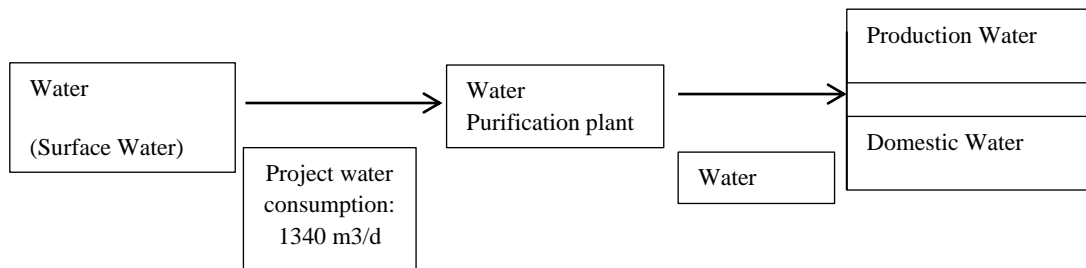 Water
(Surface Water)
Project water
consumption:
1340 m3/d
Water
Purification plant
Water
Production Water
Domestic Water